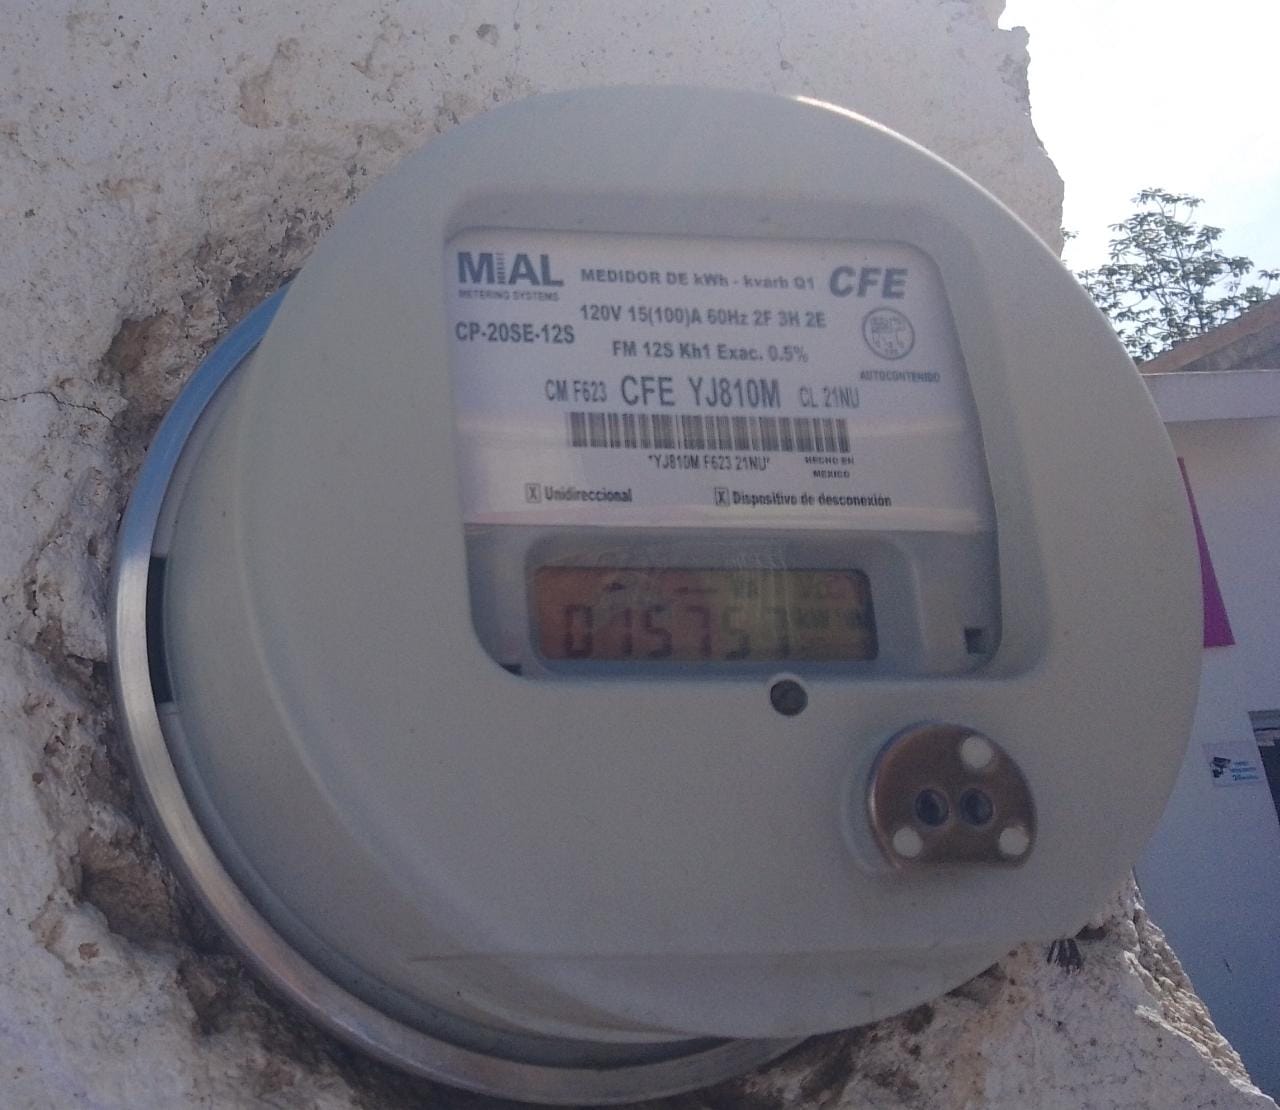 MIAL
METERING SYSTEMS
MEDIDOR DE kWh - kvarh Q1
CFE
120V 15(100)A 60Hz 2F 3H 2E
CP-20SE-12S
FM 12S Kh1 Exac. 0.5%
AUTOCONTENIDO
CM F623 CFE YJ810M CL 21NU
*YJ810M F623 21NU*
HECHO EN
MEXICO
X Unidireccional
X Dispositivo de desconexión
015757